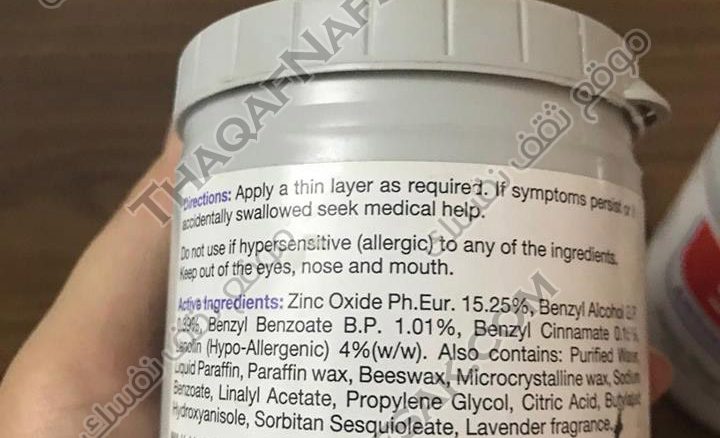 Directions: Apply a thin layer as required. If symptoms persist or
accidentally swallowed seek medical help.
Do not use if hypersensitive (allergic) to any of the ingredients.
Keep out of the eyes, nose and mouth.
Active Ingredients: Zinc Oxide Ph.Eur. 15.25%, Benzyl Alcohol
Benzyl Benzoate B.P. 1.01%, Benzyl Cinnamate
(Hypo-Allergenic) 4%(w/w). Also contains: Purified Water,
Liquid Paraffin, Paraffin wax, Beeswax, Microcrystalline wax, Sodium
Benzoate, Linalyl Acetate, Propylene Glycol, Citric Acid,
Hydroxyanisole, Sorbitan Sesquioleate, Lavender fragrance.
موقع ثقف نفسك